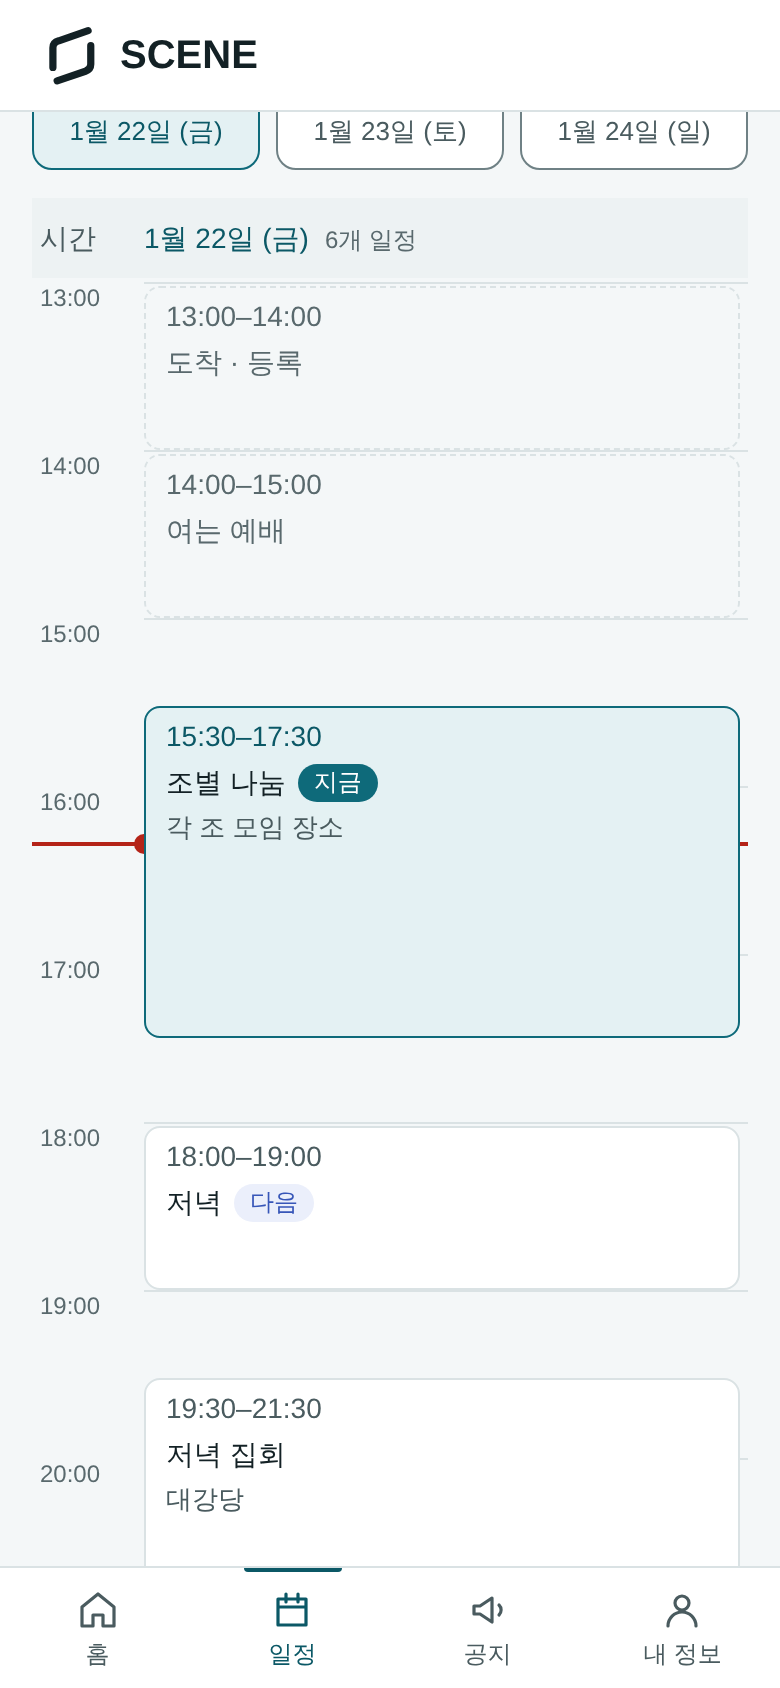 SCENE
1월 22일 (금)
1월 23일 (토)
1월 24일 (일)
시간
1월 22일 (금) 6개 일정
13:00
13:00–14:00
도착 · 등록
14:00
14:00–15:00
여는 예배
15:00
15:30–17:30
조별 나눔 지금
16:00
각 조 모임 장소
17:00
18:00
18:00–19:00
저녁 다음
19:00
19:30–21:30
저녁 집회
20:00
대강당
홈
일정
공지
내 정보